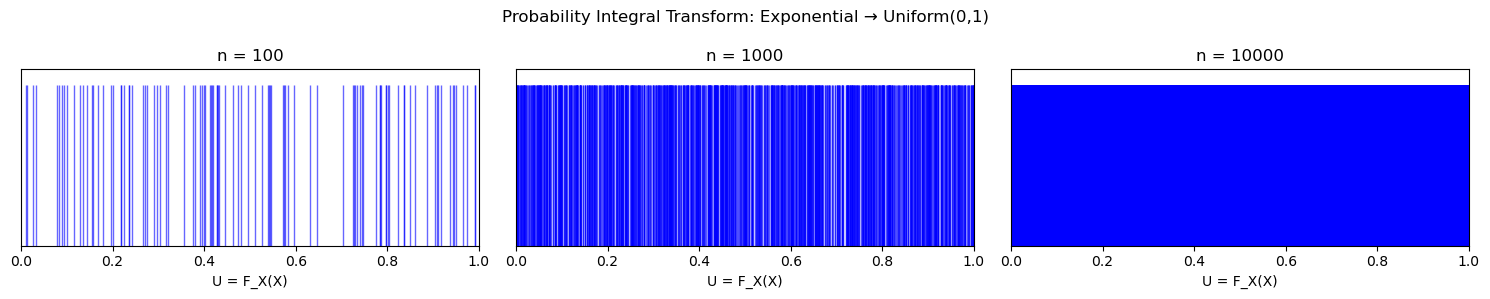 Probability Integral Transform: Exponential → Uniform(0,1)
n = 100
n = 1000
n = 10000
0.0 0.2 0.4 0.6 0.8 1.0
0.0 0.2 0.4 0.6 0.8 1.0
0.0 0.2 0.4 0.6 0.8 1.0
U = F_X(X)
U = F_X(X)
U = F_X(X)